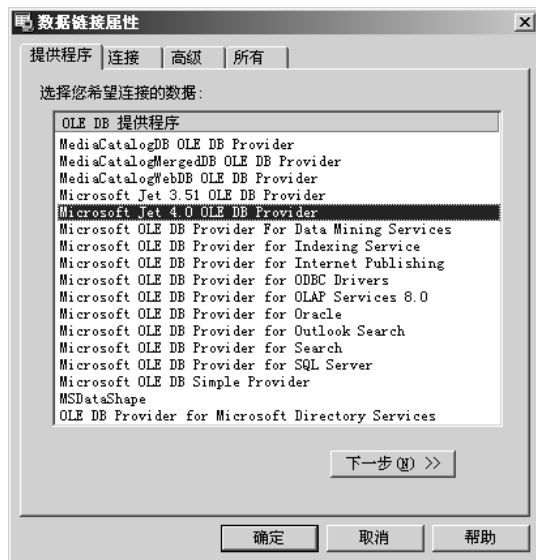 数据链接属性
提供程序 连接 高级 所有
选择您希望连接的数据:
OLE DB 提供程序
MediaCatalogDB OLE DB Provider
MediaCatalogMergedDB OLE DB Provider
MediaCatalogWebDB OLE DB Provider
Microsoft Jet 3.51 OLE DB Provider
Microsoft Jet 4.0 OLE DB Provider
Microsoft OLE DB Provider For Data Mining Services
Microsoft OLE DB Provider for Indexing Service
Microsoft OLE DB Provider for Internet Publishing
Microsoft OLE DB Provider for ODBC Drivers
Microsoft OLE DB Provider for OLAP Services 8.0
Microsoft OLE DB Provider for Oracle
Microsoft OLE DB Provider for Outlook Search
Microsoft OLE DB Provider for Search
Microsoft OLE DB Provider for SQL Server
Microsoft OLE DB Simple Provider
MSDataShape
OLE DB Provider for Microsoft Directory Services
下一步(N) >>
确定 取消 帮助